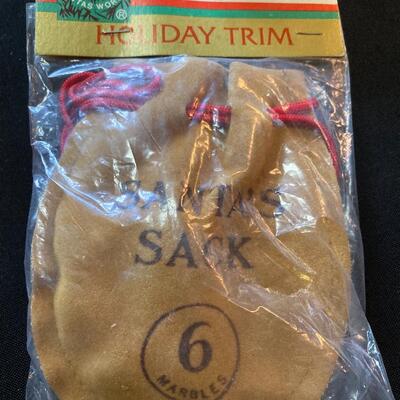 HOLIDAY TRIM
SANTA'S
SACK
6
MARBLES